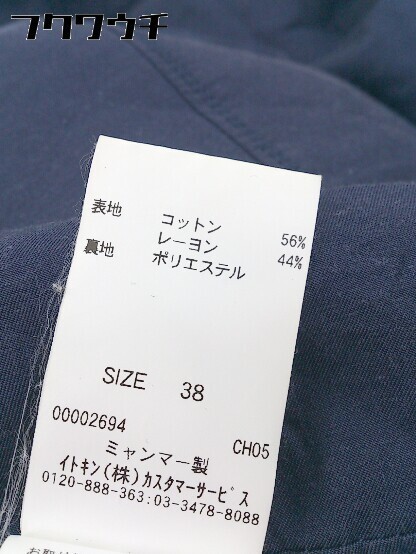 フクワウチ
表地 コットン 56%
レーヨン 44%
裏地 ポリエステル
SIZE 38
00002694 CH05
ミャンマー製
イトキン(株)カスタマーサービス
0120-888-363:03-3478-8088